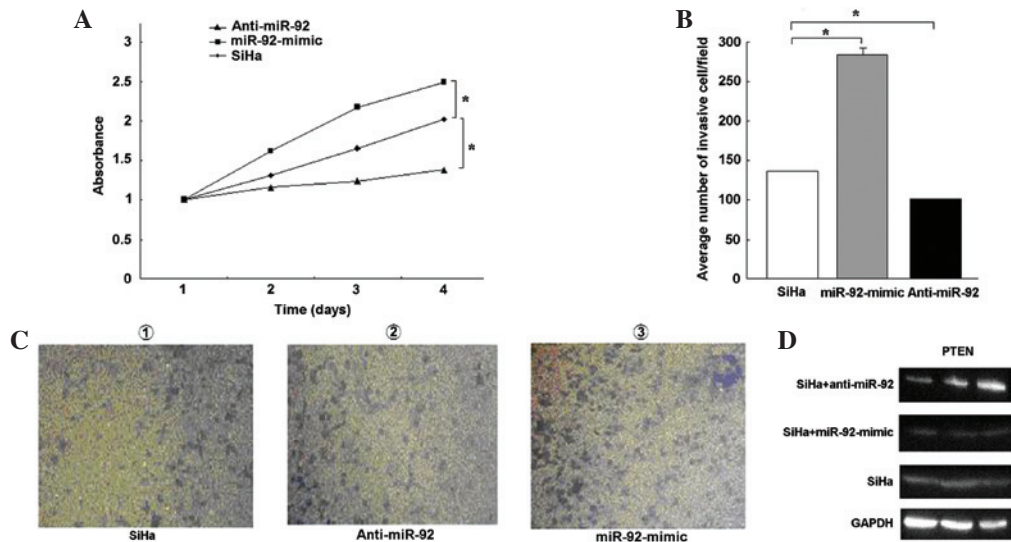 A
Anti-miR-92
miR-92-mimic
SiHa
3
2.5
2
1.5
1
0.5
0
Absorbance
*
*
1 2 3 4
Time (days)
B
*
*
300
250
200
150
100
50
0
Average number of invasive cell/field
SiHa miR-92-mimic Anti-miR-92
C
① ② ③
SiHa Anti-miR-92 miR-92-mimic
D
PTEN
SiHa+anti-miR-92
SiHa+miR-92-mimic
SiHa
GAPDH